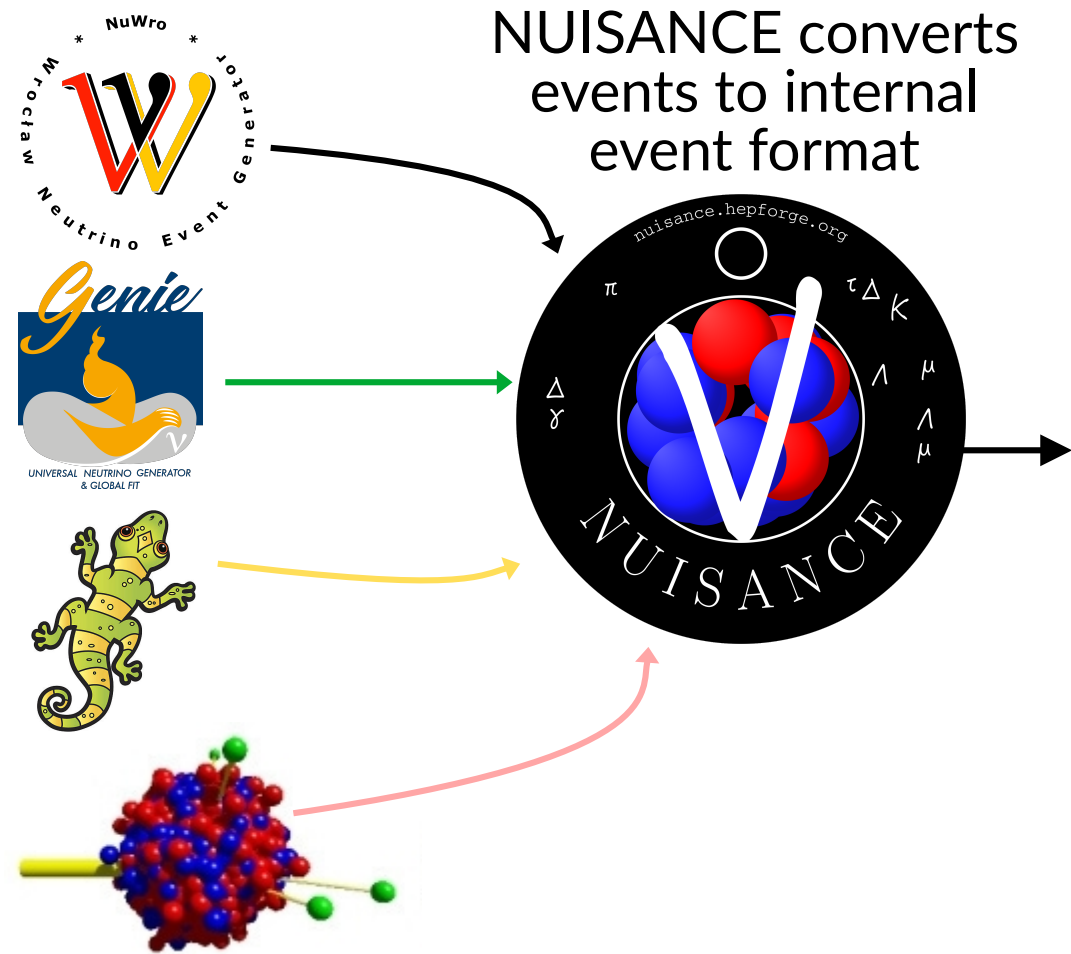 * NuWro *
Wrocław Neutrino Event Generator
NUISANCE converts
events to internal
event format
Genie
ν
UNIVERSAL NEUTRINO GENERATOR
& GLOBAL FIT
nuisance.hepforge.org
π
τ Δ K
Λ μ
Δ
γ
Λ
μ
NUISANCE